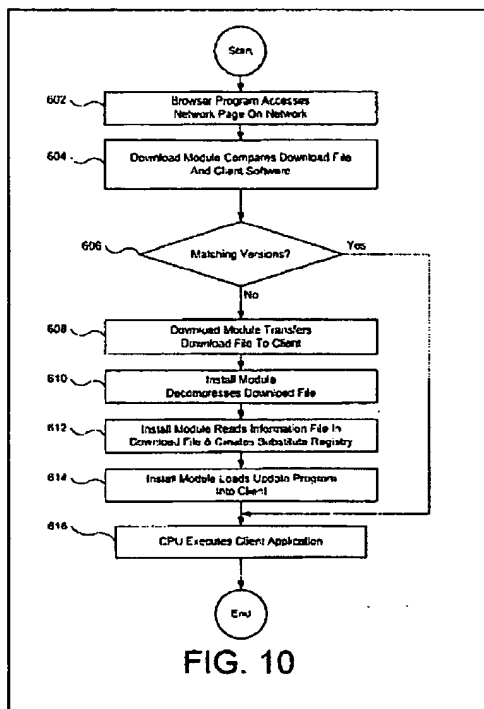 Start
602
Browser Program Accesses
Network Page On Network
604
Download Module Compares Download File
And Client Software
606
Matching Versions?
Yes
No
608
Download Module Transfers
Download File To Client
610
Install Module
Decompresses Download File
612
Install Module Reads Information File In
Download File & Creates Substitute Registry
614
Install Module Loads Update Program
Into Client
616
CPU Executes Client Application
End
FIG. 10